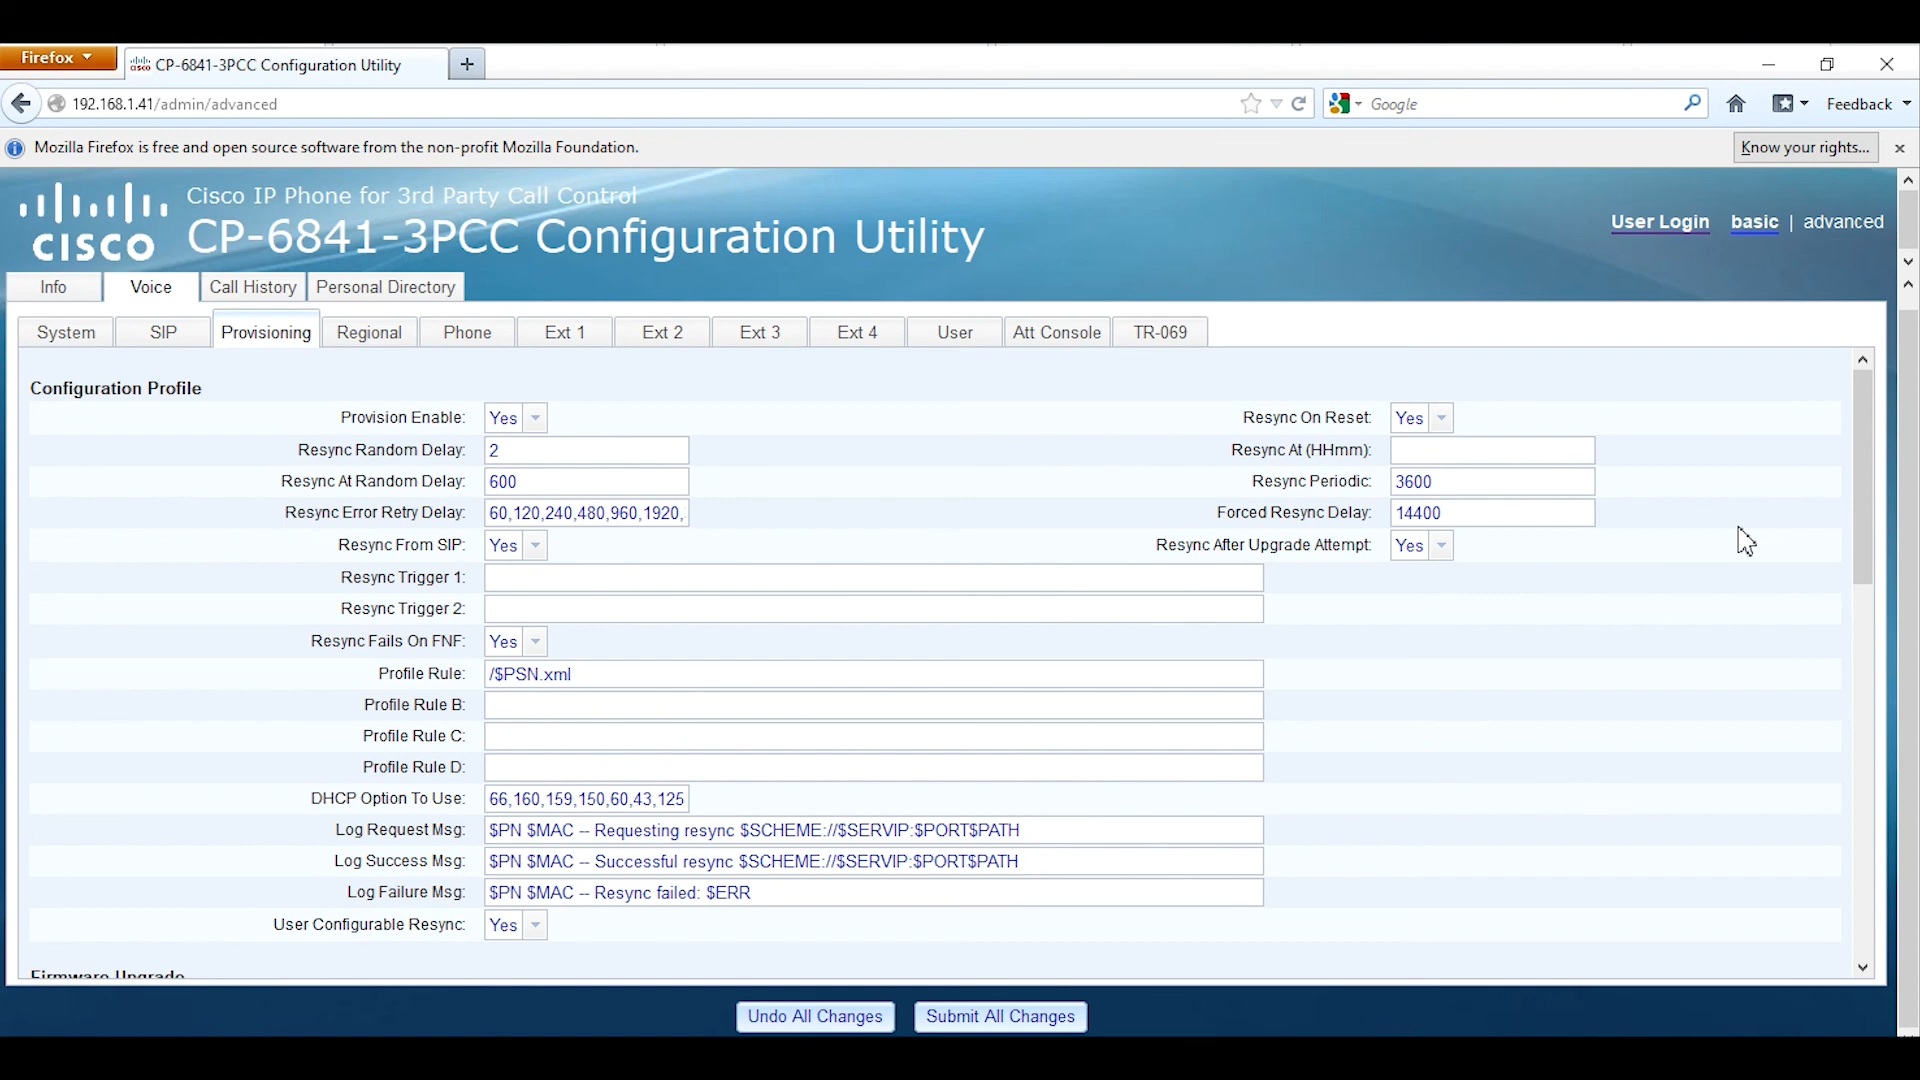 Firefox
CP-6841-3PCC Configuration Utility
+
192.168.1.41/admin/advanced
Google
Feedback
Mozilla Firefox is free and open source software from the non-profit Mozilla Foundation.
Know your rights...
CISCO
Cisco IP Phone for 3rd Party Call Control
CP-6841-3PCC Configuration Utility
User Login basic | advanced
Info Voice Call History Personal Directory
System SIP Provisioning Regional Phone Ext 1 Ext 2 Ext 3 Ext 4 User Att Console TR-069
Configuration Profile
Provision Enable: Yes Resync On Reset: Yes
Resync Random Delay: 2 Resync At (HHmm):
Resync At Random Delay: 600 Resync Periodic: 3600
Resync Error Retry Delay: 60,120,240,480,960,1920, Forced Resync Delay: 14400
Resync From SIP: Yes Resync After Upgrade Attempt: Yes
Resync Trigger 1:
Resync Trigger 2:
Resync Fails On FNF: Yes
Profile Rule: /$PSN.xml
Profile Rule B:
Profile Rule C:
Profile Rule D:
DHCP Option To Use: 66,160,159,150,60,43,125
Log Request Msg: $PN $MAC -- Requesting resync $SCHEME://$SERVIP:$PORT$PATH
Log Success Msg: $PN $MAC -- Successful resync $SCHEME://$SERVIP:$PORT$PATH
Log Failure Msg: $PN $MAC -- Resync failed: $ERR
User Configurable Resync: Yes
Firmware Upgrade
Undo All Changes Submit All Changes